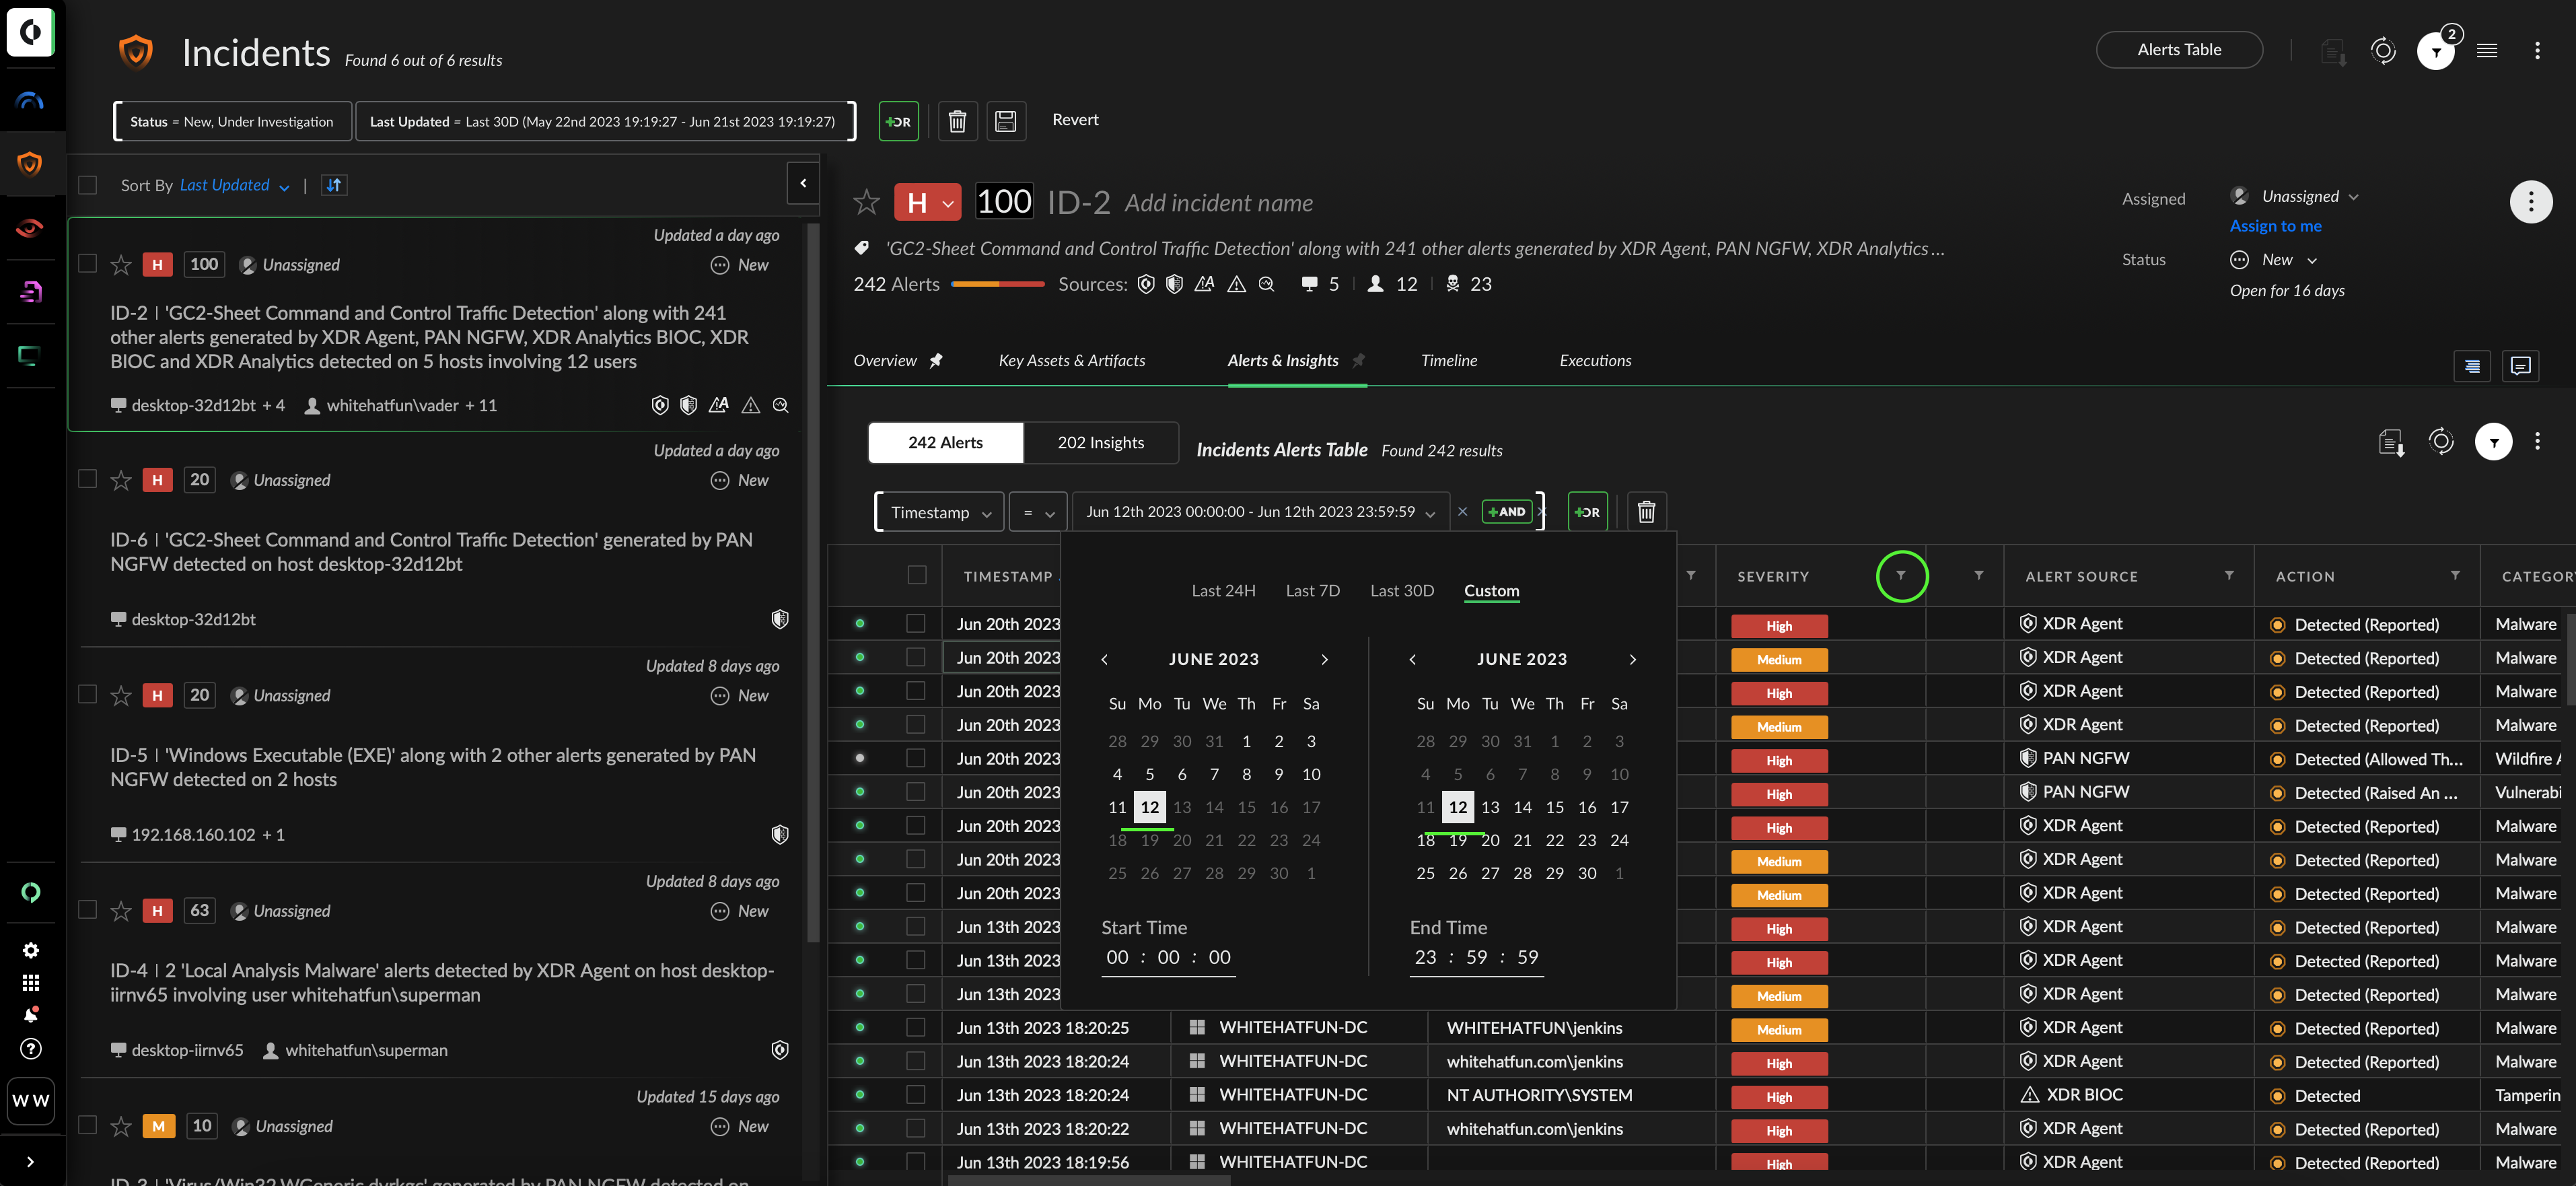 Incidents Found 6 out of 6 results
Alerts Table
2
Status = New, Under Investigation
Last Updated = Last 30D (May 22nd 2023 19:19:27 - Jun 21st 2023 19:19:27)
+OR
Revert
Sort By Last Updated
Updated a day ago
H 100 Unassigned New
ID-2 | 'GC2-Sheet Command and Control Traffic Detection' along with 241
other alerts generated by XDR Agent, PAN NGFW, XDR Analytics BIOC, XDR
BIOC and XDR Analytics detected on 5 hosts involving 12 users
desktop-32d12bt + 4 whitehatfun\vader + 11
Updated a day ago
H 20 Unassigned New
ID-6 | 'GC2-Sheet Command and Control Traffic Detection' generated by PAN
NGFW detected on host desktop-32d12bt
desktop-32d12bt
Updated 8 days ago
H 20 Unassigned New
ID-5 | 'Windows Executable (EXE)' along with 2 other alerts generated by PAN
NGFW detected on 2 hosts
192.168.160.102 + 1
Updated 8 days ago
H 63 Unassigned New
ID-4 | 2 'Local Analysis Malware' alerts detected by XDR Agent on host desktop-
iirnv65 involving user whitehatfun\superman
desktop-iirnv65 whitehatfun\superman
Updated 15 days ago
M 10 Unassigned New
ID-3 | 'Virus/Win32.WGeneric.dyrkgc' generated by PAN NGFW detected on
W W
H 100 ID-2 Add incident name
'GC2-Sheet Command and Control Traffic Detection' along with 241 other alerts generated by XDR Agent, PAN NGFW, XDR Analytics ...
242 Alerts Sources: 5 12 23
Assigned Unassigned
Assign to me
Status New
Open for 16 days
Overview Key Assets & Artifacts Alerts & Insights Timeline Executions
242 Alerts 202 Insights Incidents Alerts Table Found 242 results
Timestamp = Jun 12th 2023 00:00:00 - Jun 12th 2023 23:59:59 × +AND × +OR
TIMESTAMP SEVERITY ALERT SOURCE ACTION CATEGOR
Last 24H Last 7D Last 30D Custom
JUNE 2023
Su Mo Tu We Th Fr Sa
28 29 30 31 1 2 3
4 5 6 7 8 9 10
11 12 13 14 15 16 17
18 19 20 21 22 23 24
25 26 27 28 29 30 1
Start Time
00 : 00 : 00
JUNE 2023
Su Mo Tu We Th Fr Sa
28 29 30 31 1 2 3
4 5 6 7 8 9 10
11 12 13 14 15 16 17
18 19 20 21 22 23 24
25 26 27 28 29 30 1
End Time
23 : 59 : 59
Jun 20th 2023 High XDR Agent Detected (Reported) Malware
Jun 20th 2023 Medium XDR Agent Detected (Reported) Malware
Jun 20th 2023 High XDR Agent Detected (Reported) Malware
Jun 20th 2023 Medium XDR Agent Detected (Reported) Malware
Jun 20th 2023 High PAN NGFW Detected (Allowed Th... Wildfire A
Jun 20th 2023 High PAN NGFW Detected (Raised An ... Vulnerabi
Jun 20th 2023 High XDR Agent Detected (Reported) Malware
Jun 20th 2023 Medium XDR Agent Detected (Reported) Malware
Jun 20th 2023 Medium XDR Agent Detected (Reported) Malware
Jun 13th 2023 High XDR Agent Detected (Reported) Malware
Jun 13th 2023 High XDR Agent Detected (Reported) Malware
Jun 13th 2023 Medium XDR Agent Detected (Reported) Malware
Jun 13th 2023 18:20:25 WHITEHATFUN-DC WHITEHATFUN\jenkins Medium XDR Agent Detected (Reported) Malware
Jun 13th 2023 18:20:24 WHITEHATFUN-DC whitehatfun.com\jenkins High XDR Agent Detected (Reported) Malware
Jun 13th 2023 18:20:24 WHITEHATFUN-DC NT AUTHORITY\SYSTEM High XDR BIOC Detected Tamperin
Jun 13th 2023 18:20:22 WHITEHATFUN-DC whitehatfun.com\jenkins High XDR Agent Detected (Reported) Malware
Jun 13th 2023 18:19:56 WHITEHATFUN-DC High XDR Agent Detected (Reported) Malware